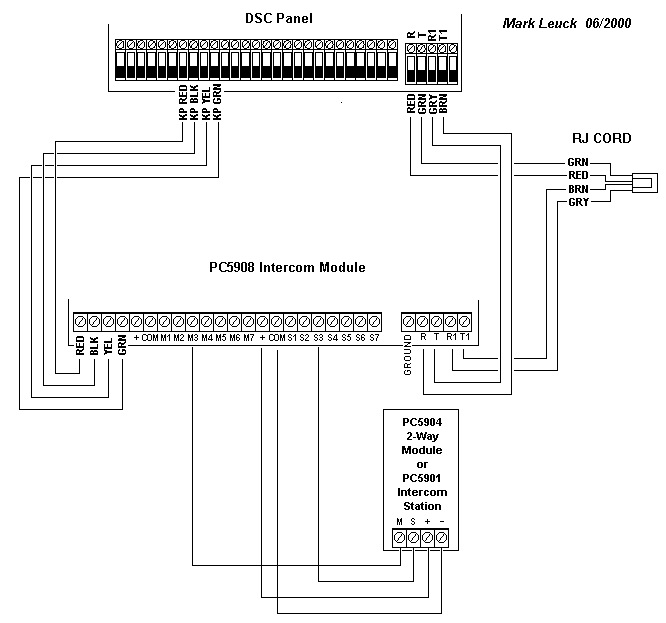 DSC Panel
Mark Leuck 06/2000
R
T
R1
T1
KP RED
KP BLK
KP YEL
KP GRN
RED
GRN
GRY
BRN
RJ CORD
GRN
RED
BRN
GRY
PC5908 Intercom Module
RED
BLK
YEL
GRN
+ COM M1 M2 M3 M4 M5 M6 M7 + COM S1 S2 S3 S4 S5 S6 S7
GROUND
R T R1 T1
PC5904
2-Way
Module
or
PC5901
Intercom
Station
M S + -